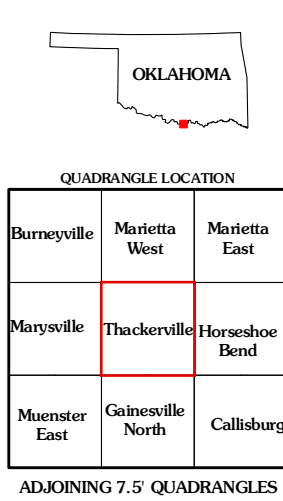 OKLAHOMA
QUADRANGLE LOCATION
Burneyville
Marietta
West
Marietta
East
Marysville
Thackerville
Horseshoe
Bend
Muenster
East
Gainesville
North
Callisburg
ADJOINING 7.5' QUADRANGLES